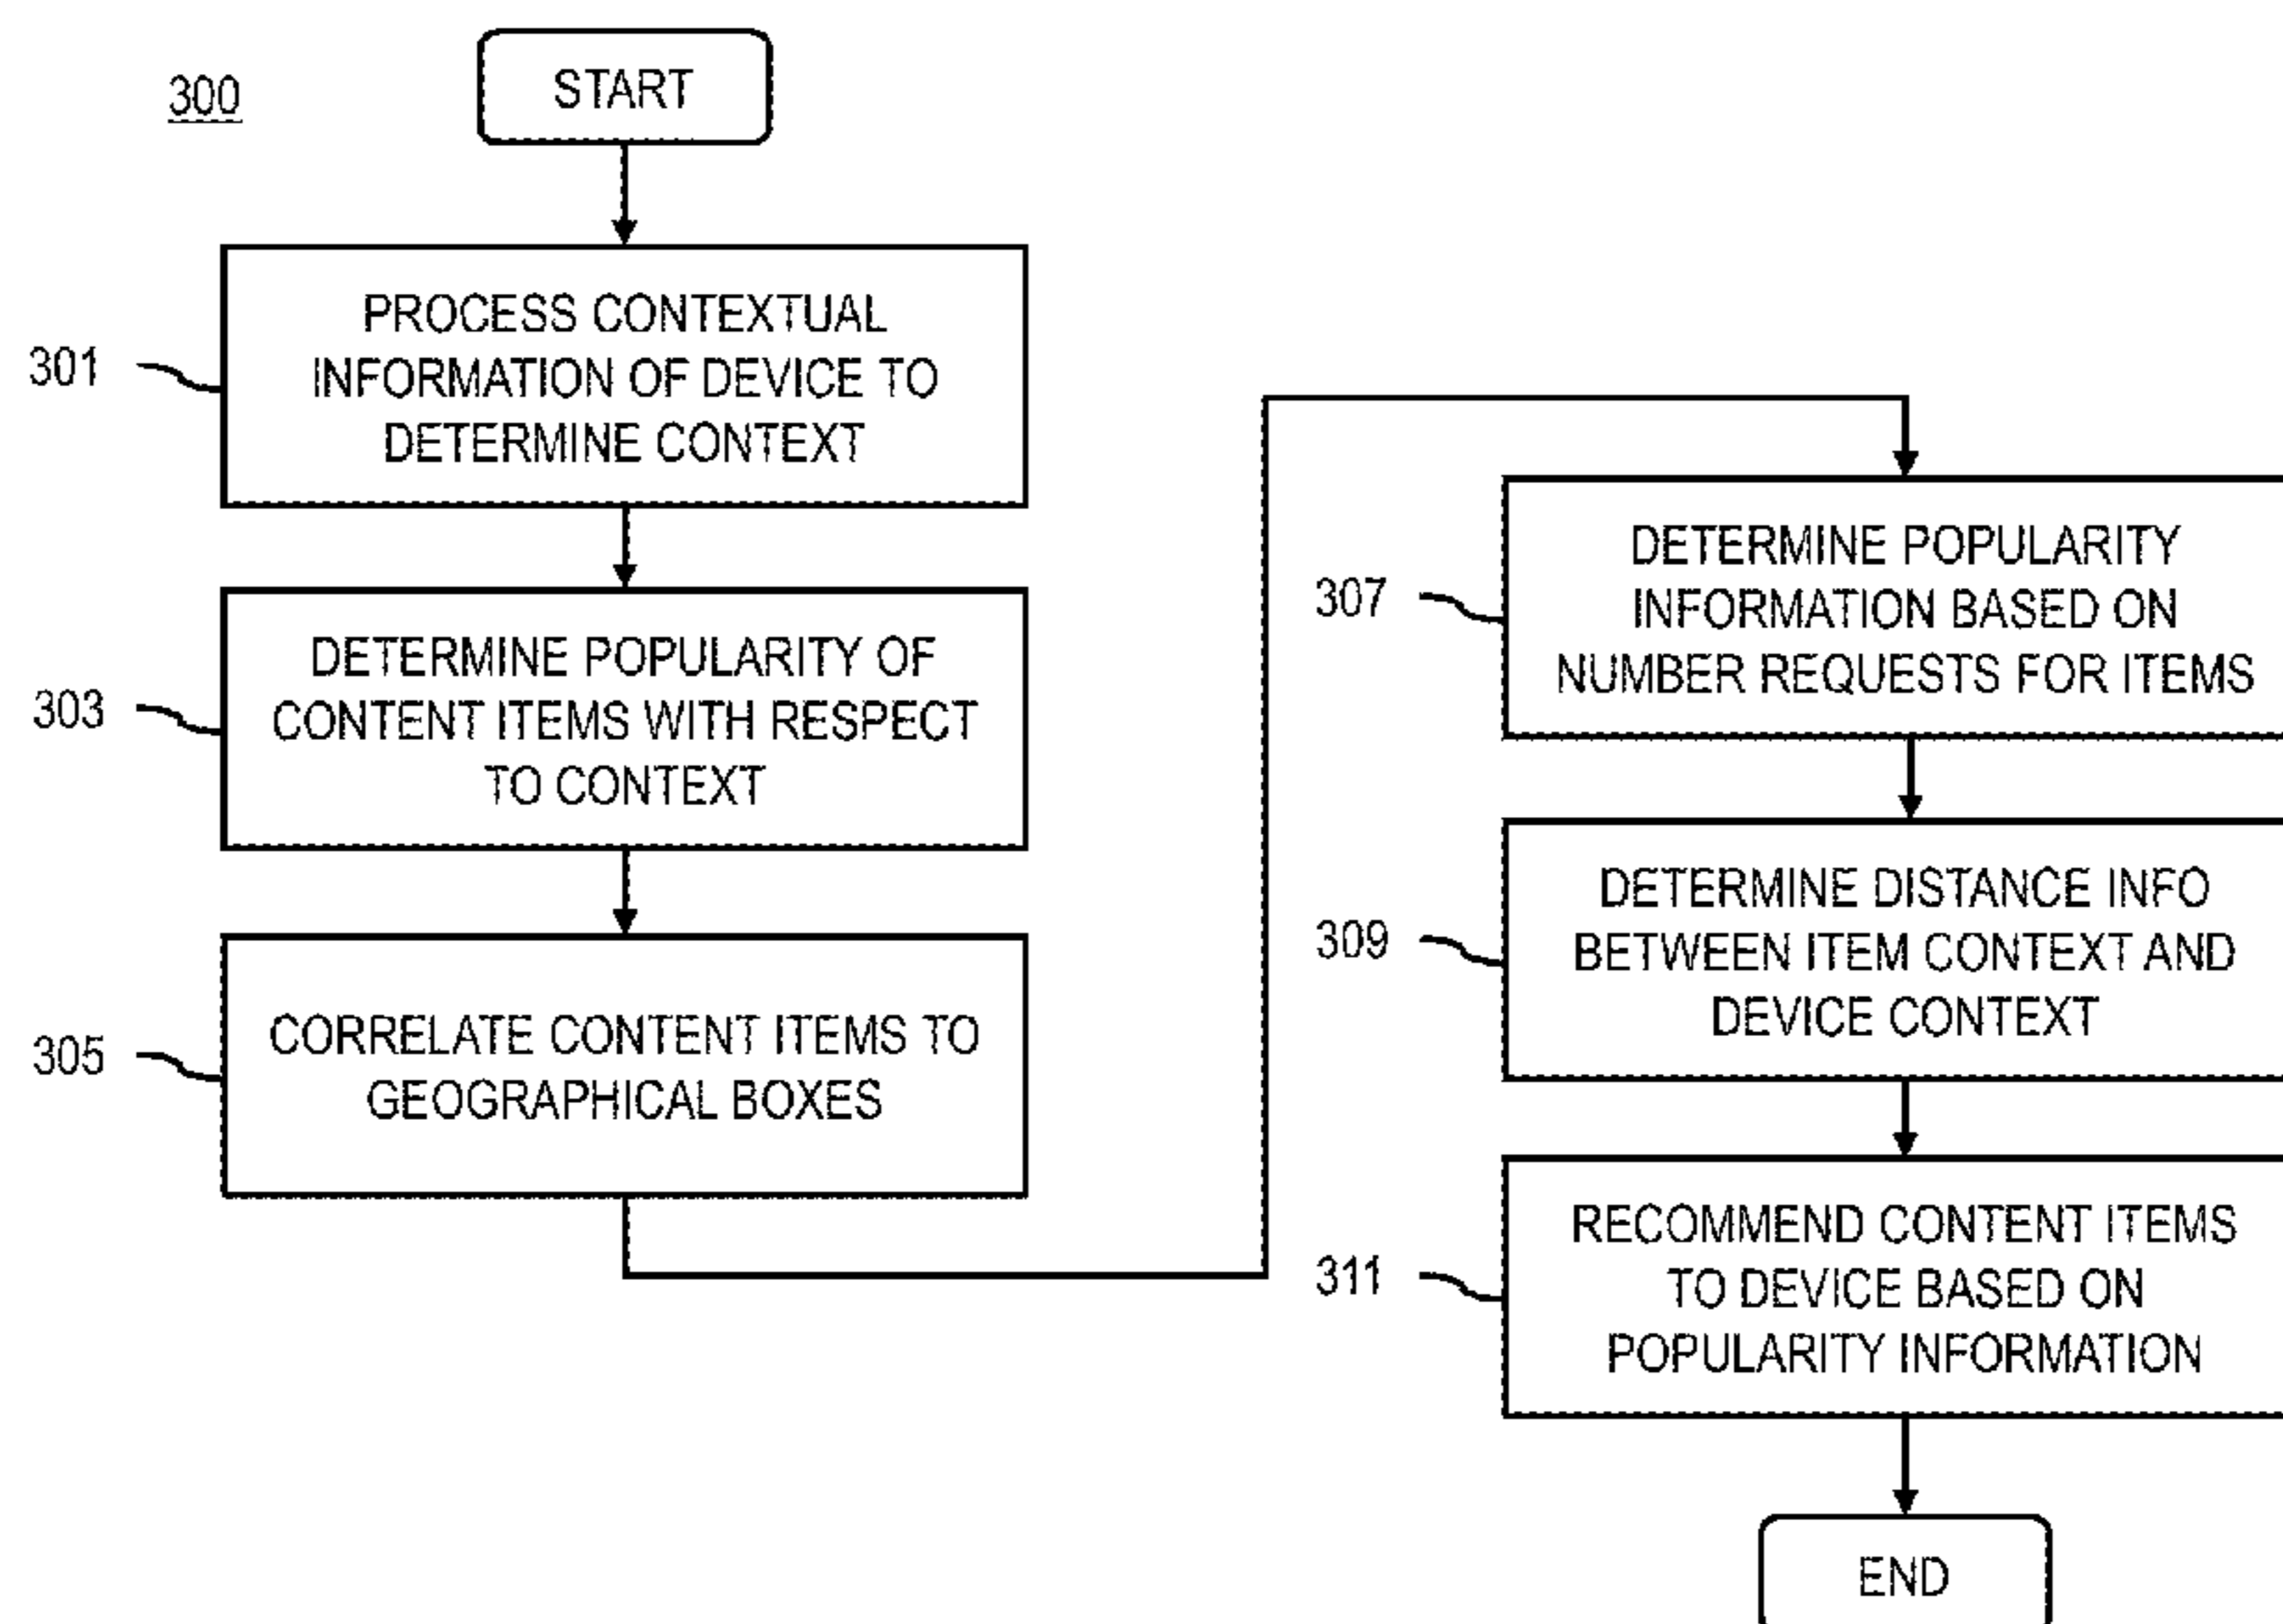 300
START
301
PROCESS CONTEXTUAL
INFORMATION OF DEVICE TO
DETERMINE CONTEXT
303
DETERMINE POPULARITY OF
CONTENT ITEMS WITH RESPECT
TO CONTEXT
305
CORRELATE CONTENT ITEMS TO
GEOGRAPHICAL BOXES
307
DETERMINE POPULARITY
INFORMATION BASED ON
NUMBER REQUESTS FOR ITEMS
309
DETERMINE DISTANCE INFO
BETWEEN ITEM CONTEXT AND
DEVICE CONTEXT
311
RECOMMEND CONTENT ITEMS
TO DEVICE BASED ON
POPULARITY INFORMATION
END